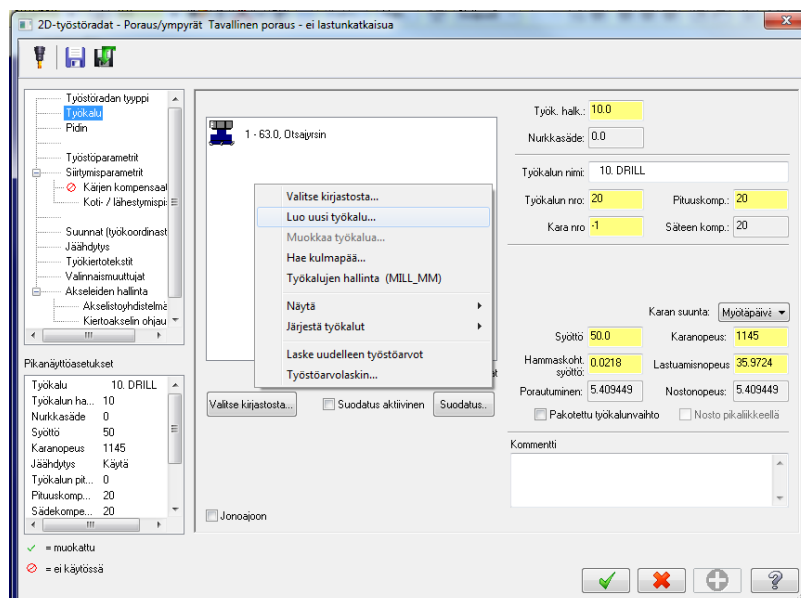 2D-työstöradat - Poraus/ympyrät Tavallinen poraus - ei lastunkatkaisua
Työstöradan tyyppi
Työkalu
Pidin
Työstöparametrit
Siirtymisparametrit
Kärjen kompensaat
Koti- / lähestymispi:
Suunnat (työkoordinast
Jäähdytys
Työkiertotekstit
Valinnaismuuttujat
Akseleiden hallinta
Akselistoyhdistelmä
Kiertoakselin ohjau
Pikanäyttöasetukset
Työkalu 10. DRILL
Työkalun ha... 10
Nurkkasäde 0
Syöttö 50
Karanopeus 1145
Jäähdytys Käytä
Työkalun pit... 0
Pituuskomp... 20
Sädekompe... 20
= muokattu
= ei käytössä
1 - 63.0, Otsajyrsin
Valitse kirjastosta...
Luo uusi työkalu...
Muokkaa työkalua...
Hae kulmapää...
Työkalujen hallinta (MILL_MM)
Näytä
Järjestä työkalut
Laske uudelleen työstöarvot
Työstöarvolaskin...
Valitse kirjastosta...
Suodatus aktiivinen
Suodatus..
Jonoajoon
Työk. halk.: 10.0
Nurkkasäde: 0.0
Työkalun nimi: 10. DRILL
Työkalun nro: 20 Pituuskomp.: 20
Kara nro -1 Säteen komp.: 20
Karan suunta: Myötäpäivä
Syöttö 50.0 Karanopeus: 1145
Hammaskoht. syöttö: 0.0218 Lastuamisnopeus 35.9724
Porautuminen: 5.409449 Nostonopeus: 5.409449
Pakotettu työkalunvaihto Nosto pikaliikkeellä
Kommentti